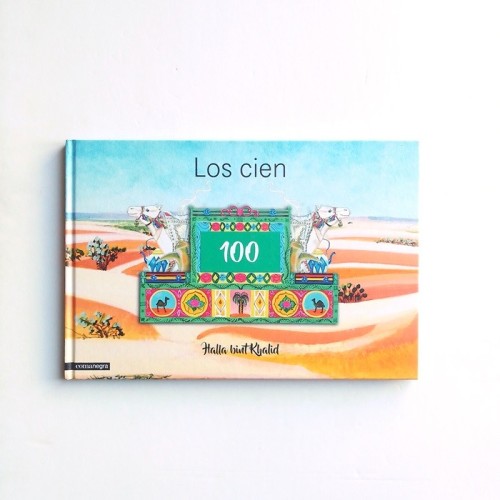 Los cien
100
Halla bint Khalid
comanegra